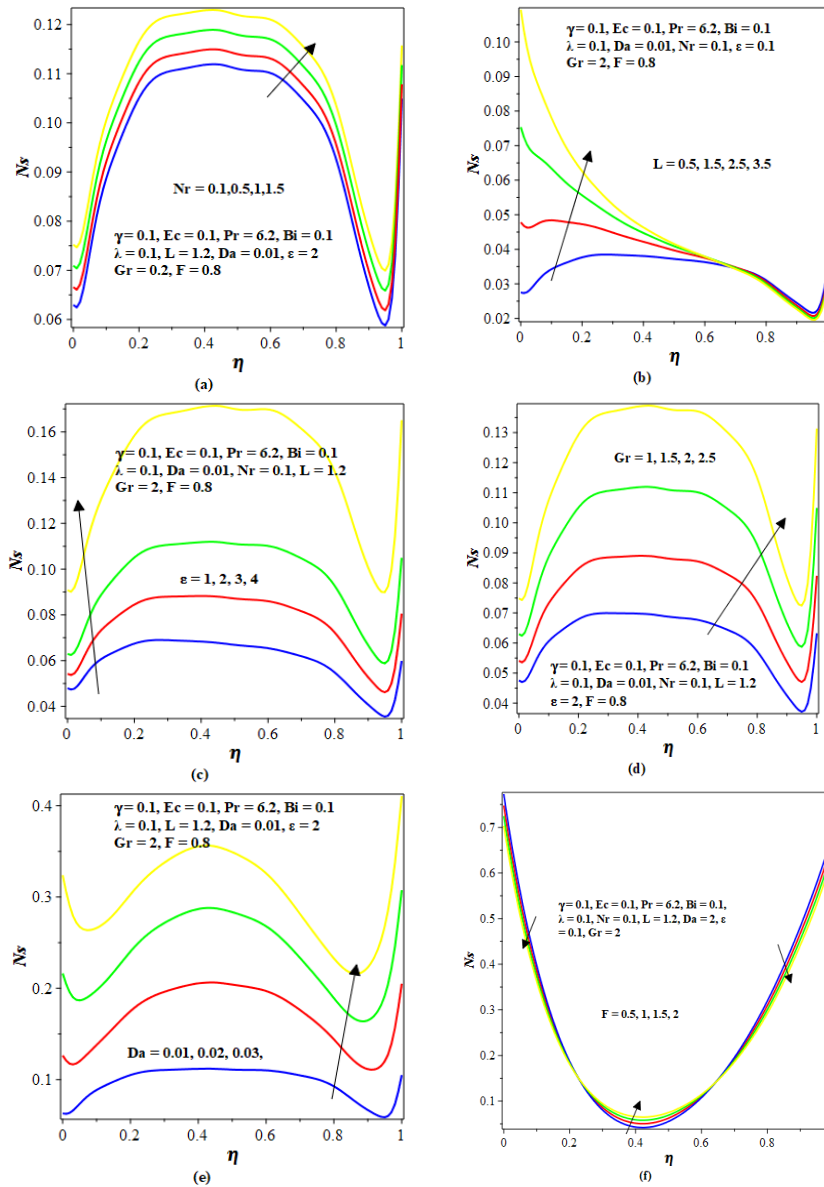 0.12
0.11
0.10
Ns
0.09
0.08
0.07
0.06
Nr = 0.1,0.5,1,1.5
γ= 0.1, Ec = 0.1, Pr = 6.2, Bi = 0.1
λ = 0.1, L = 1.2, Da = 0.01, ε = 2
Gr = 0.2, F = 0.8
0 0.2 0.4 0.6 0.8 1
η
(a)
0.10
0.09
0.08
0.07
Ns
0.06
0.05
0.04
0.03
0.02
γ= 0.1, Ec = 0.1, Pr = 6.2, Bi = 0.1
λ = 0.1, Da = 0.01, Nr = 0.1, ε = 0.1
Gr = 2, F = 0.8
L = 0.5, 1.5, 2.5, 3.5
0 0.2 0.4 0.6 0.8
η
(b)
0.16
0.14
0.12
Ns
0.10
0.08
0.06
0.04
γ= 0.1, Ec = 0.1, Pr = 6.2, Bi = 0.1
λ = 0.1, Da = 0.01, Nr = 0.1, L = 1.2
Gr = 2, F = 0.8
ε = 1, 2, 3, 4
0 0.2 0.4 0.6 0.8 1
η
(c)
0.13
0.12
0.11
0.10
Ns
0.09
0.08
0.07
0.06
0.05
0.04
Gr = 1, 1.5, 2, 2.5
γ= 0.1, Ec = 0.1, Pr = 6.2, Bi = 0.1
λ = 0.1, Da = 0.01, Nr = 0.1, L = 1.2
ε = 2, F = 0.8
0 0.2 0.4 0.6 0.8 1
η
(d)
0.4
0.3
Ns
0.2
0.1
γ= 0.1, Ec = 0.1, Pr = 6.2, Bi = 0.1
λ = 0.1, L = 1.2, Da = 0.01, ε = 2
Gr = 2, F = 0.8
Da = 0.01, 0.02, 0.03,
0 0.2 0.4 0.6 0.8 1
η
(e)
0.7
0.6
0.5
Ns
0.4
0.3
0.2
0.1
γ= 0.1, Ec = 0.1, Pr = 6.2, Bi = 0.1,
λ = 0.1, Nr = 0.1, L = 1.2, Da = 2, ε
= 0.1, Gr = 2
F = 0.5, 1, 1.5, 2
0 0.2 0.4 0.6 0.8
η
(f)